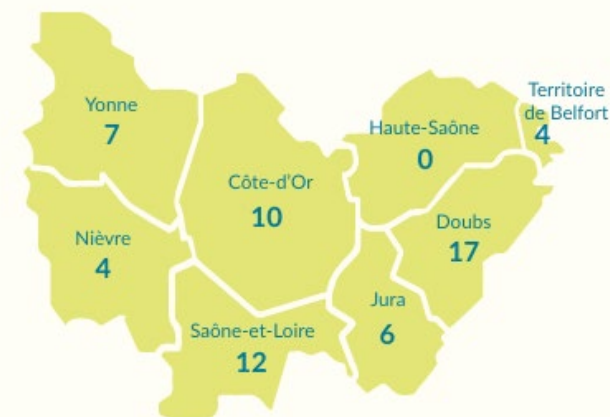 Yonne
7
Côte-d'Or
10
Haute-Saône
0
Territoire
de Belfort
4
Nièvre
4
Doubs
17
Saône-et-Loire
12
Jura
6